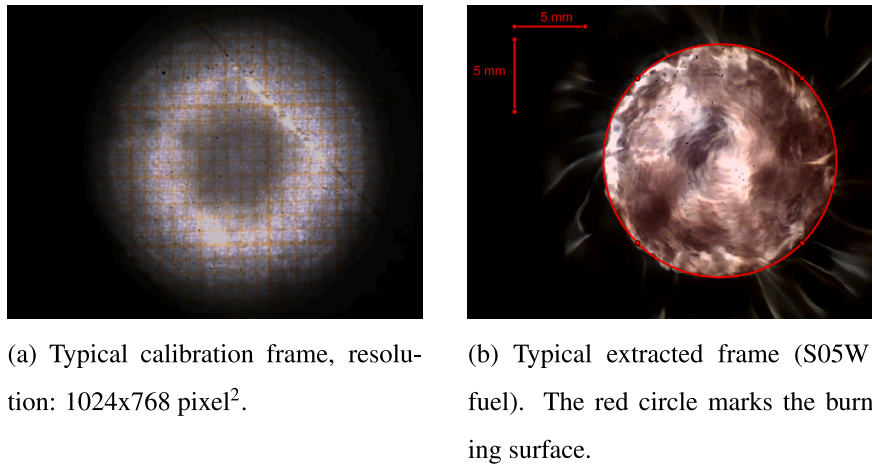 5 mm
5 mm
(a) Typical calibration frame, resolu-
tion: 1024x768 pixel².
(b) Typical extracted frame (S05W
fuel). The red circle marks the burn
ing surface.